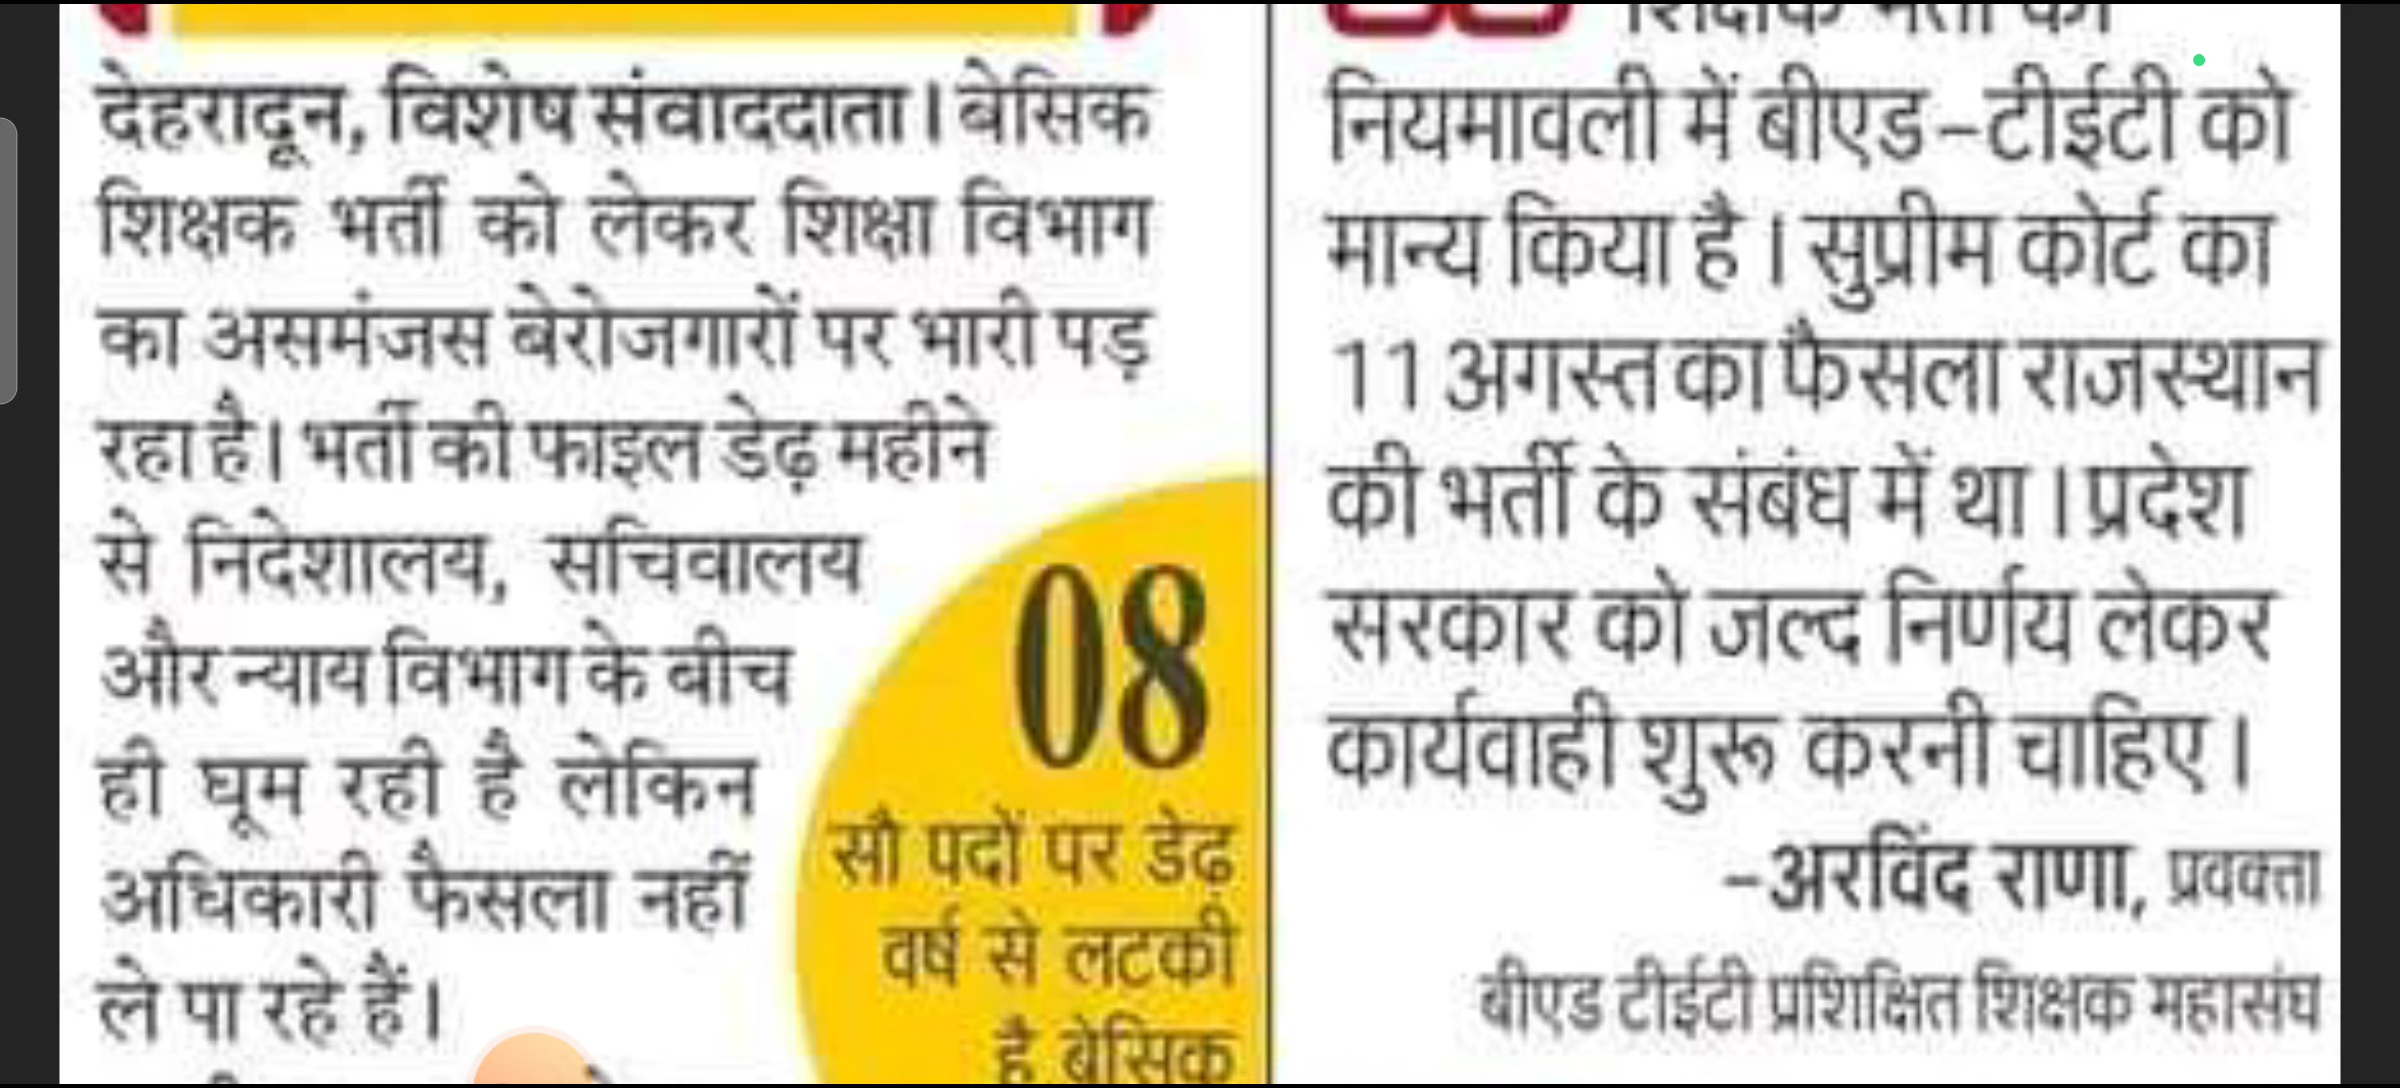 देहरादून, विशेष संवाददाता। बेसिक
शिक्षक भर्ती को लेकर शिक्षा विभाग
का असमंजस बेरोजगारों पर भारी पड़
रहा है। भर्ती की फाइल डेढ़ महीने
से निदेशालय, सचिवालय
और न्याय विभाग के बीच
ही घूम रही है लेकिन
अधिकारी फैसला नहीं
ले पा रहे हैं।
08
सौ पदों पर डेढ़
वर्ष से लटकी
है बेसिक
शिक्षक भर्ती की
नियमावली में बीएड-टीईटी को
मान्य किया है। सुप्रीम कोर्ट का
11 अगस्त का फैसला राजस्थान
की भर्ती के संबंध में था। प्रदेश
सरकार को जल्द निर्णय लेकर
कार्यवाही शुरू करनी चाहिए।
-अरविंद राणा, प्रवक्ता
बीएड टीईटी प्रशिक्षित शिक्षक महासंघ